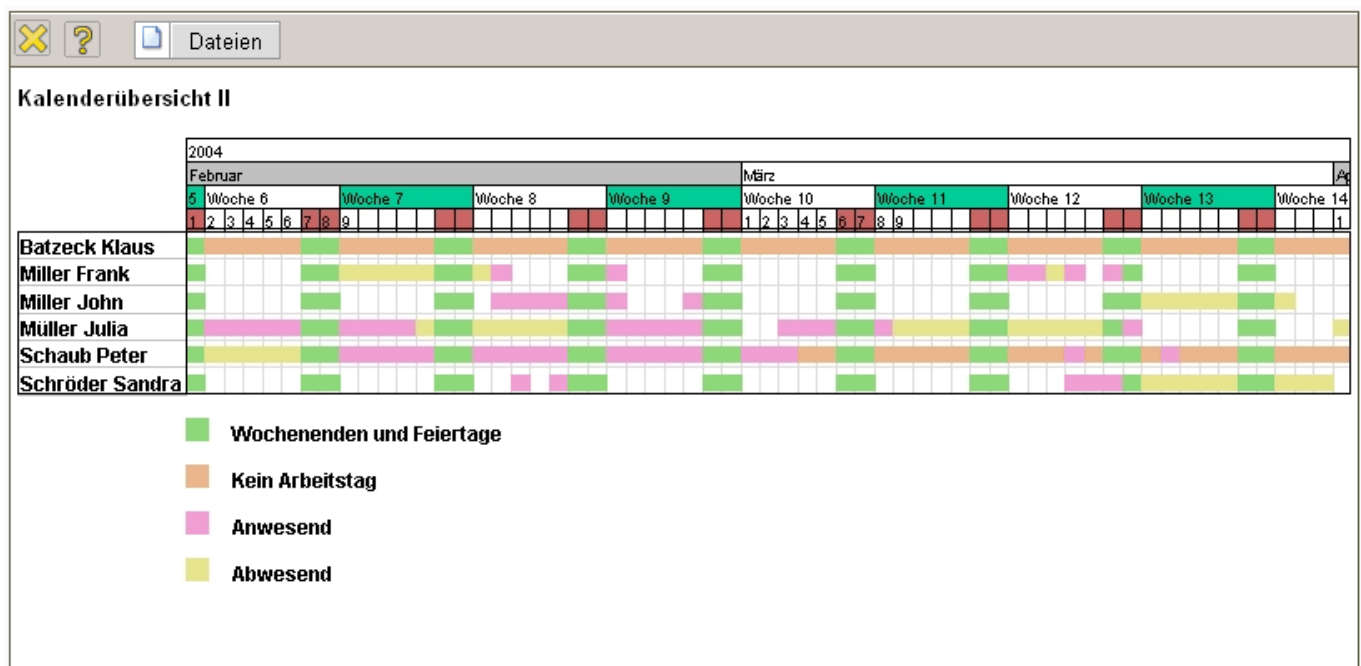 Dateien
Kalenderübersicht II
2004
Februar März
5 Woche 6 Woche 7 Woche 8 Woche 9 Woche 10 Woche 11 Woche 12 Woche 13 Woche 14
1 2 3 4 5 6 7 8 9 1 2 3 4 5 6 7 8 9 1
Batzeck Klaus
Miller Frank
Miller John
Müller Julia
Schaub Peter
Schröder Sandra
Wochenenden und Feiertage
Kein Arbeitstag
Anwesend
Abwesend